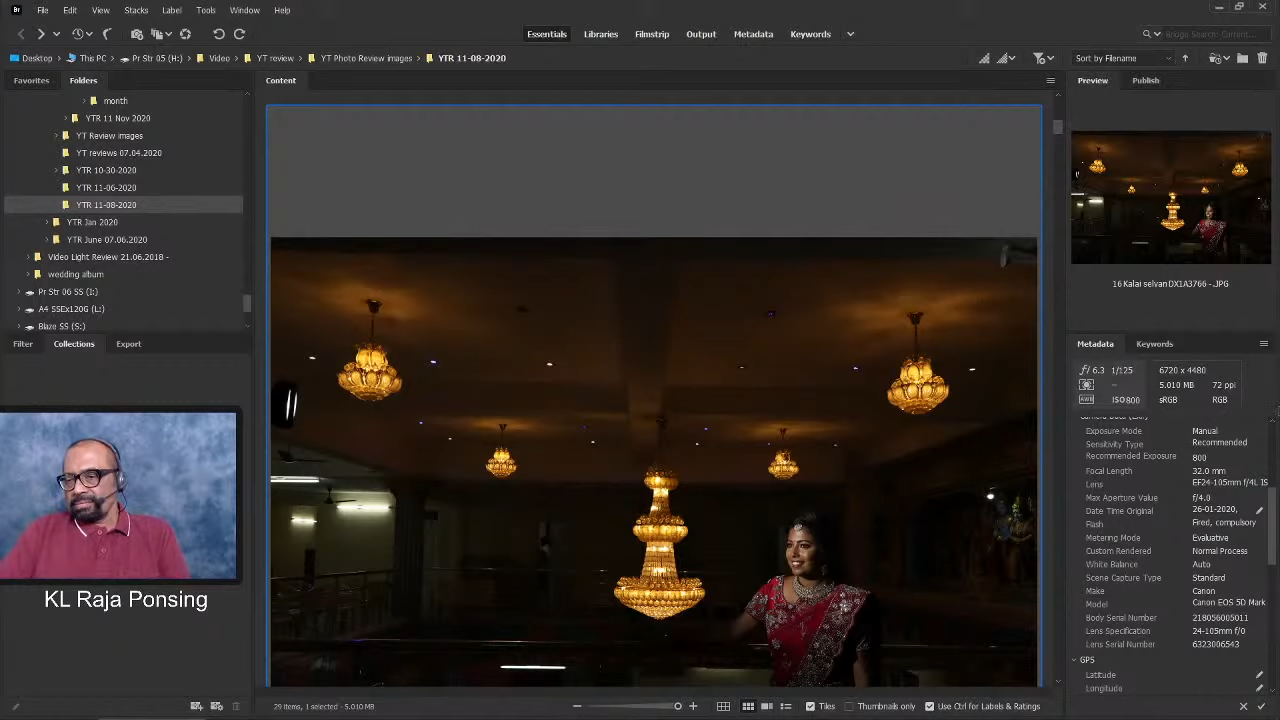 Br File Edit View Stacks Label Tools Window Help
Essentials Libraries Filmstrip Output Metadata Keywords
Bridge Search: Current...
Desktop > This PC > Pr Str 05 (H:) > Video > YT review > YT Photo Review images > YTR 11-08-2020
Sort by Filename
Favorites Folders
month
YTR 11 Nov 2020
YT Review images
YT reviews 07.04.2020
YTR 10-30-2020
YTR 11-06-2020
YTR 11-08-2020
YTR Jan 2020
YTR June 07.06.2020
Video Light Review 21.06.2018 -
wedding album
Pr Str 06 SS (I:)
A4 SSEx120G (L:)
Blaze SS (S:)
Filter Collections Export
KL Raja Ponsing
Content
29 items, 1 selected - 5.010 MB
Tiles Thumbnails only Use Ctrl for Labels & Ratings
Preview Publish
16 Kalai selvan DX1A3766 -.JPG
Metadata Keywords
f/ 6.3 1/125
--
AWB ISO800
6720 x 4480
5.010 MB 72 ppi
sRGB RGB
Exposure Mode Manual
Sensitivity Type Recommended
Recommended Exposure 800
Focal Length 32.0 mm
Lens EF24-105mm f/4L IS
Max Aperture Value f/4.0
Date Time Original 26-01-2020,
Flash Fired, compulsory
Metering Mode Evaluative
Custom Rendered Normal Process
White Balance Auto
Scene Capture Type Standard
Make Canon
Model Canon EOS 5D Mark
Body Serial Number 218056005011
Lens Specification 24-105mm f/0
Lens Serial Number 6323006543
GPS
Latitude
Longitude